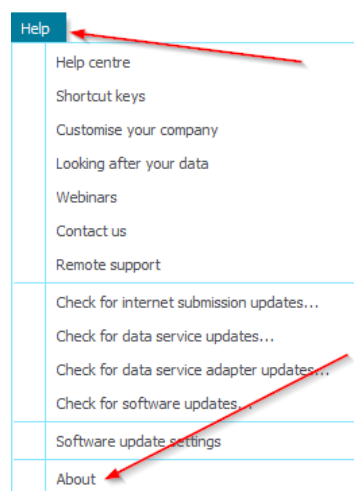 Help
Help centre
Shortcut keys
Customise your company
Looking after your data
Webinars
Contact us
Remote support
Check for internet submission updates...
Check for data service updates...
Check for data service adapter updates...
Check for software updates...
Software update settings
About